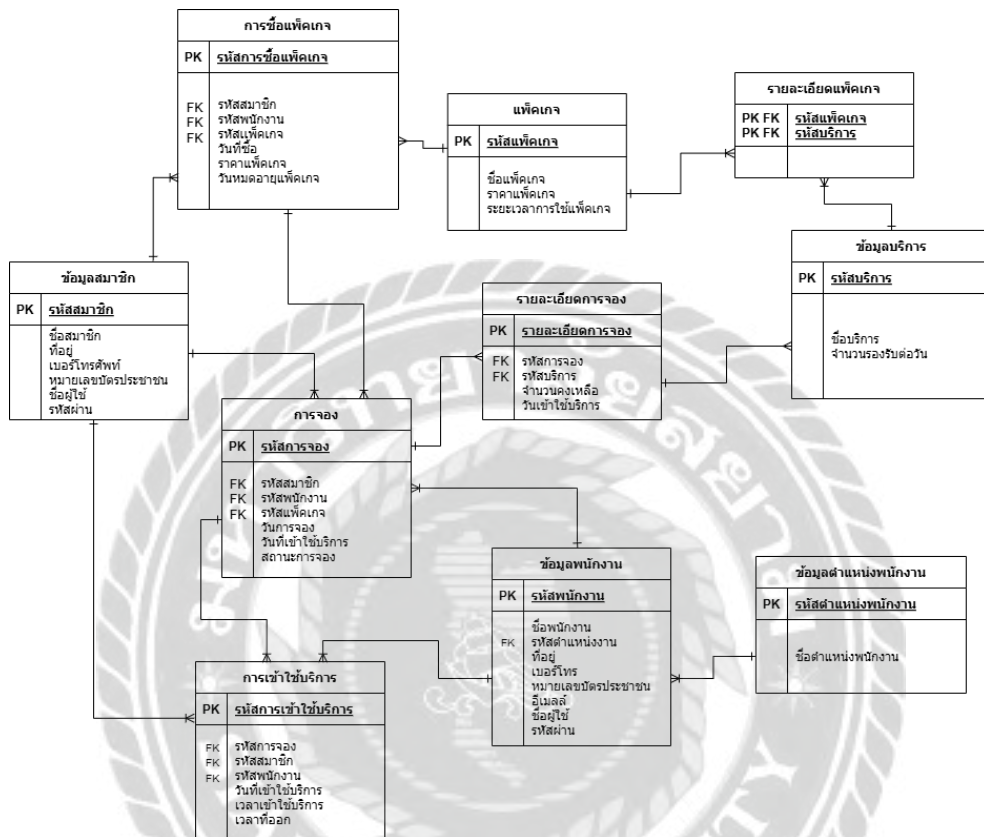 การซื้อแพ็คเกจ
PK รหัสการซื้อแพ็คเกจ
FK รหัสสมาชิก
FK รหัสพนักงาน
FK รหัสแพ็คเกจ
วันที่ซื้อ
ราคาแพ็คเกจ
วันหมดอายุแพ็คเกจ
แพ็คเกจ
PK รหัสแพ็คเกจ
ชื่อแพ็คเกจ
ราคาแพ็คเกจ
ระยะเวลาการใช้แพ็คเกจ
รายละเอียดแพ็คเกจ
PK FK รหัสแพ็คเกจ
PK FK รหัสบริการ
ข้อมูลบริการ
PK รหัสบริการ
ชื่อบริการ
จำนวนรองรับต่อวัน
ข้อมูลสมาชิก
PK รหัสสมาชิก
ชื่อสมาชิก
ที่อยู่
เบอร์โทรศัพท์
หมายเลขบัตรประชาชน
ชื่อผู้ใช้
รหัสผ่าน
รายละเอียดการจอง
PK รายละเอียดการจอง
FK รหัสการจอง
FK รหัสบริการ
จำนวนคงเหลือ
วันเข้าใช้บริการ
การจอง
PK รหัสการจอง
FK รหัสสมาชิก
FK รหัสพนักงาน
FK รหัสแพ็คเกจ
วันการจอง
วันที่เข้าใช้บริการ
สถานะการจอง
ข้อมูลพนักงาน
PK รหัสพนักงาน
ชื่อพนักงาน
FK รหัสตำแหน่งงาน
ที่อยู่
เบอร์โทร
หมายเลขบัตรประชาชน
อีเมลล์
ชื่อผู้ใช้
รหัสผ่าน
ข้อมูลตำแหน่งพนักงาน
PK รหัสตำแหน่งพนักงาน
ชื่อตำแหน่งพนักงาน
การเข้าใช้บริการ
PK รหัสการเข้าใช้บริการ
FK รหัสการจอง
FK รหัสสมาชิก
FK รหัสพนักงาน
วันที่เข้าใช้บริการ
เวลาเข้าใช้บริการ
เวลาที่ออก